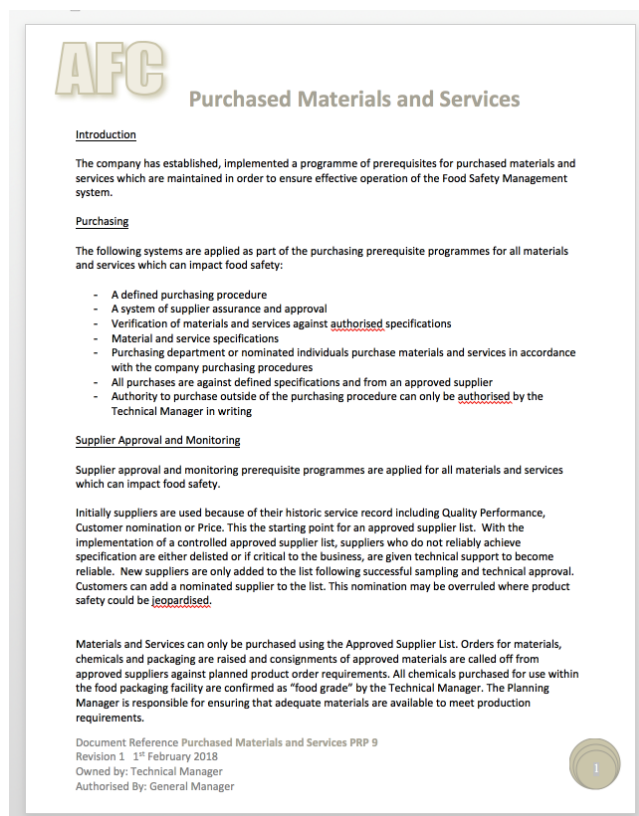 AFC
Purchased Materials and Services
Introduction
The company has established, implemented a programme of prerequisites for purchased materials and
services which are maintained in order to ensure effective operation of the Food Safety Management
system.
Purchasing
The following systems are applied as part of the purchasing prerequisite programmes for all materials
and services which can impact food safety:
- A defined purchasing procedure
- A system of supplier assurance and approval
- Verification of materials and services against authorised specifications
- Material and service specifications
- Purchasing department or nominated individuals purchase materials and services in accordance
with the company purchasing procedures
- All purchases are against defined specifications and from an approved supplier
- Authority to purchase outside of the purchasing procedure can only be authorised by the
Technical Manager in writing
Supplier Approval and Monitoring
Supplier approval and monitoring prerequisite programmes are applied for all materials and services
which can impact food safety.
Initially suppliers are used because of their historic service record including Quality Performance,
Customer nomination or Price. This the starting point for an approved supplier list.  With the
implementation of a controlled approved supplier list, suppliers who do not reliably achieve
specification are either delisted or if critical to the business, are given technical support to become
reliable.  New suppliers are only added to the list following successful sampling and technical approval.
Customers can add a nominated supplier to the list. This nomination may be overruled where product
safety could be jeopardised.
Materials and Services can only be purchased using the Approved Supplier List. Orders for materials,
chemicals and packaging are raised and consignments of approved materials are called off from
approved suppliers against planned product order requirements. All chemicals purchased for use within
the food packaging facility are confirmed as “food grade” by the Technical Manager. The Planning
Manager is responsible for ensuring that adequate materials are available to meet production
requirements.
Document Reference Purchased Materials and Services PRP 9
Revision 1  1st February 2018
Owned by: Technical Manager
Authorised By: General Manager
1